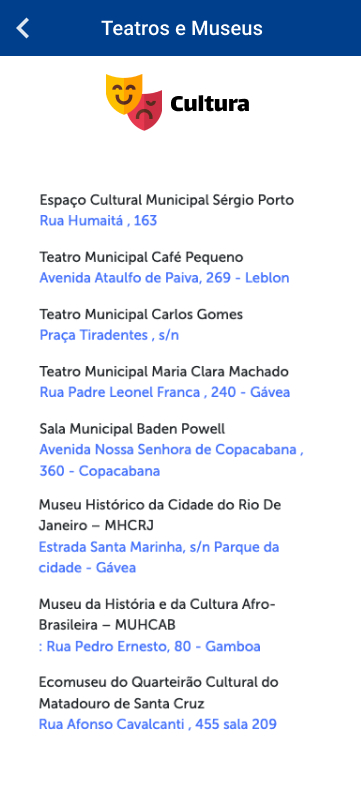 Teatros e Museus
Cultura
Espaço Cultural Municipal Sérgio Porto
Rua Humaitá , 163
Teatro Municipal Café Pequeno
Avenida Ataulfo de Paiva, 269 - Leblon
Teatro Municipal Carlos Gomes
Praça Tiradentes , s/n
Teatro Municipal Maria Clara Machado
Rua Padre Leonel Franca , 240 - Gávea
Sala Municipal Baden Powell
Avenida Nossa Senhora de Copacabana ,
360 - Copacabana
Museu Histórico da Cidade do Rio De
Janeiro – MHCRJ
Estrada Santa Marinha, s/n Parque da
cidade - Gávea
Museu da História e da Cultura Afro-
Brasileira – MUHCAB
: Rua Pedro Ernesto, 80 - Gamboa
Ecomuseu do Quarteirão Cultural do
Matadouro de Santa Cruz
Rua Afonso Cavalcanti , 455 sala 209